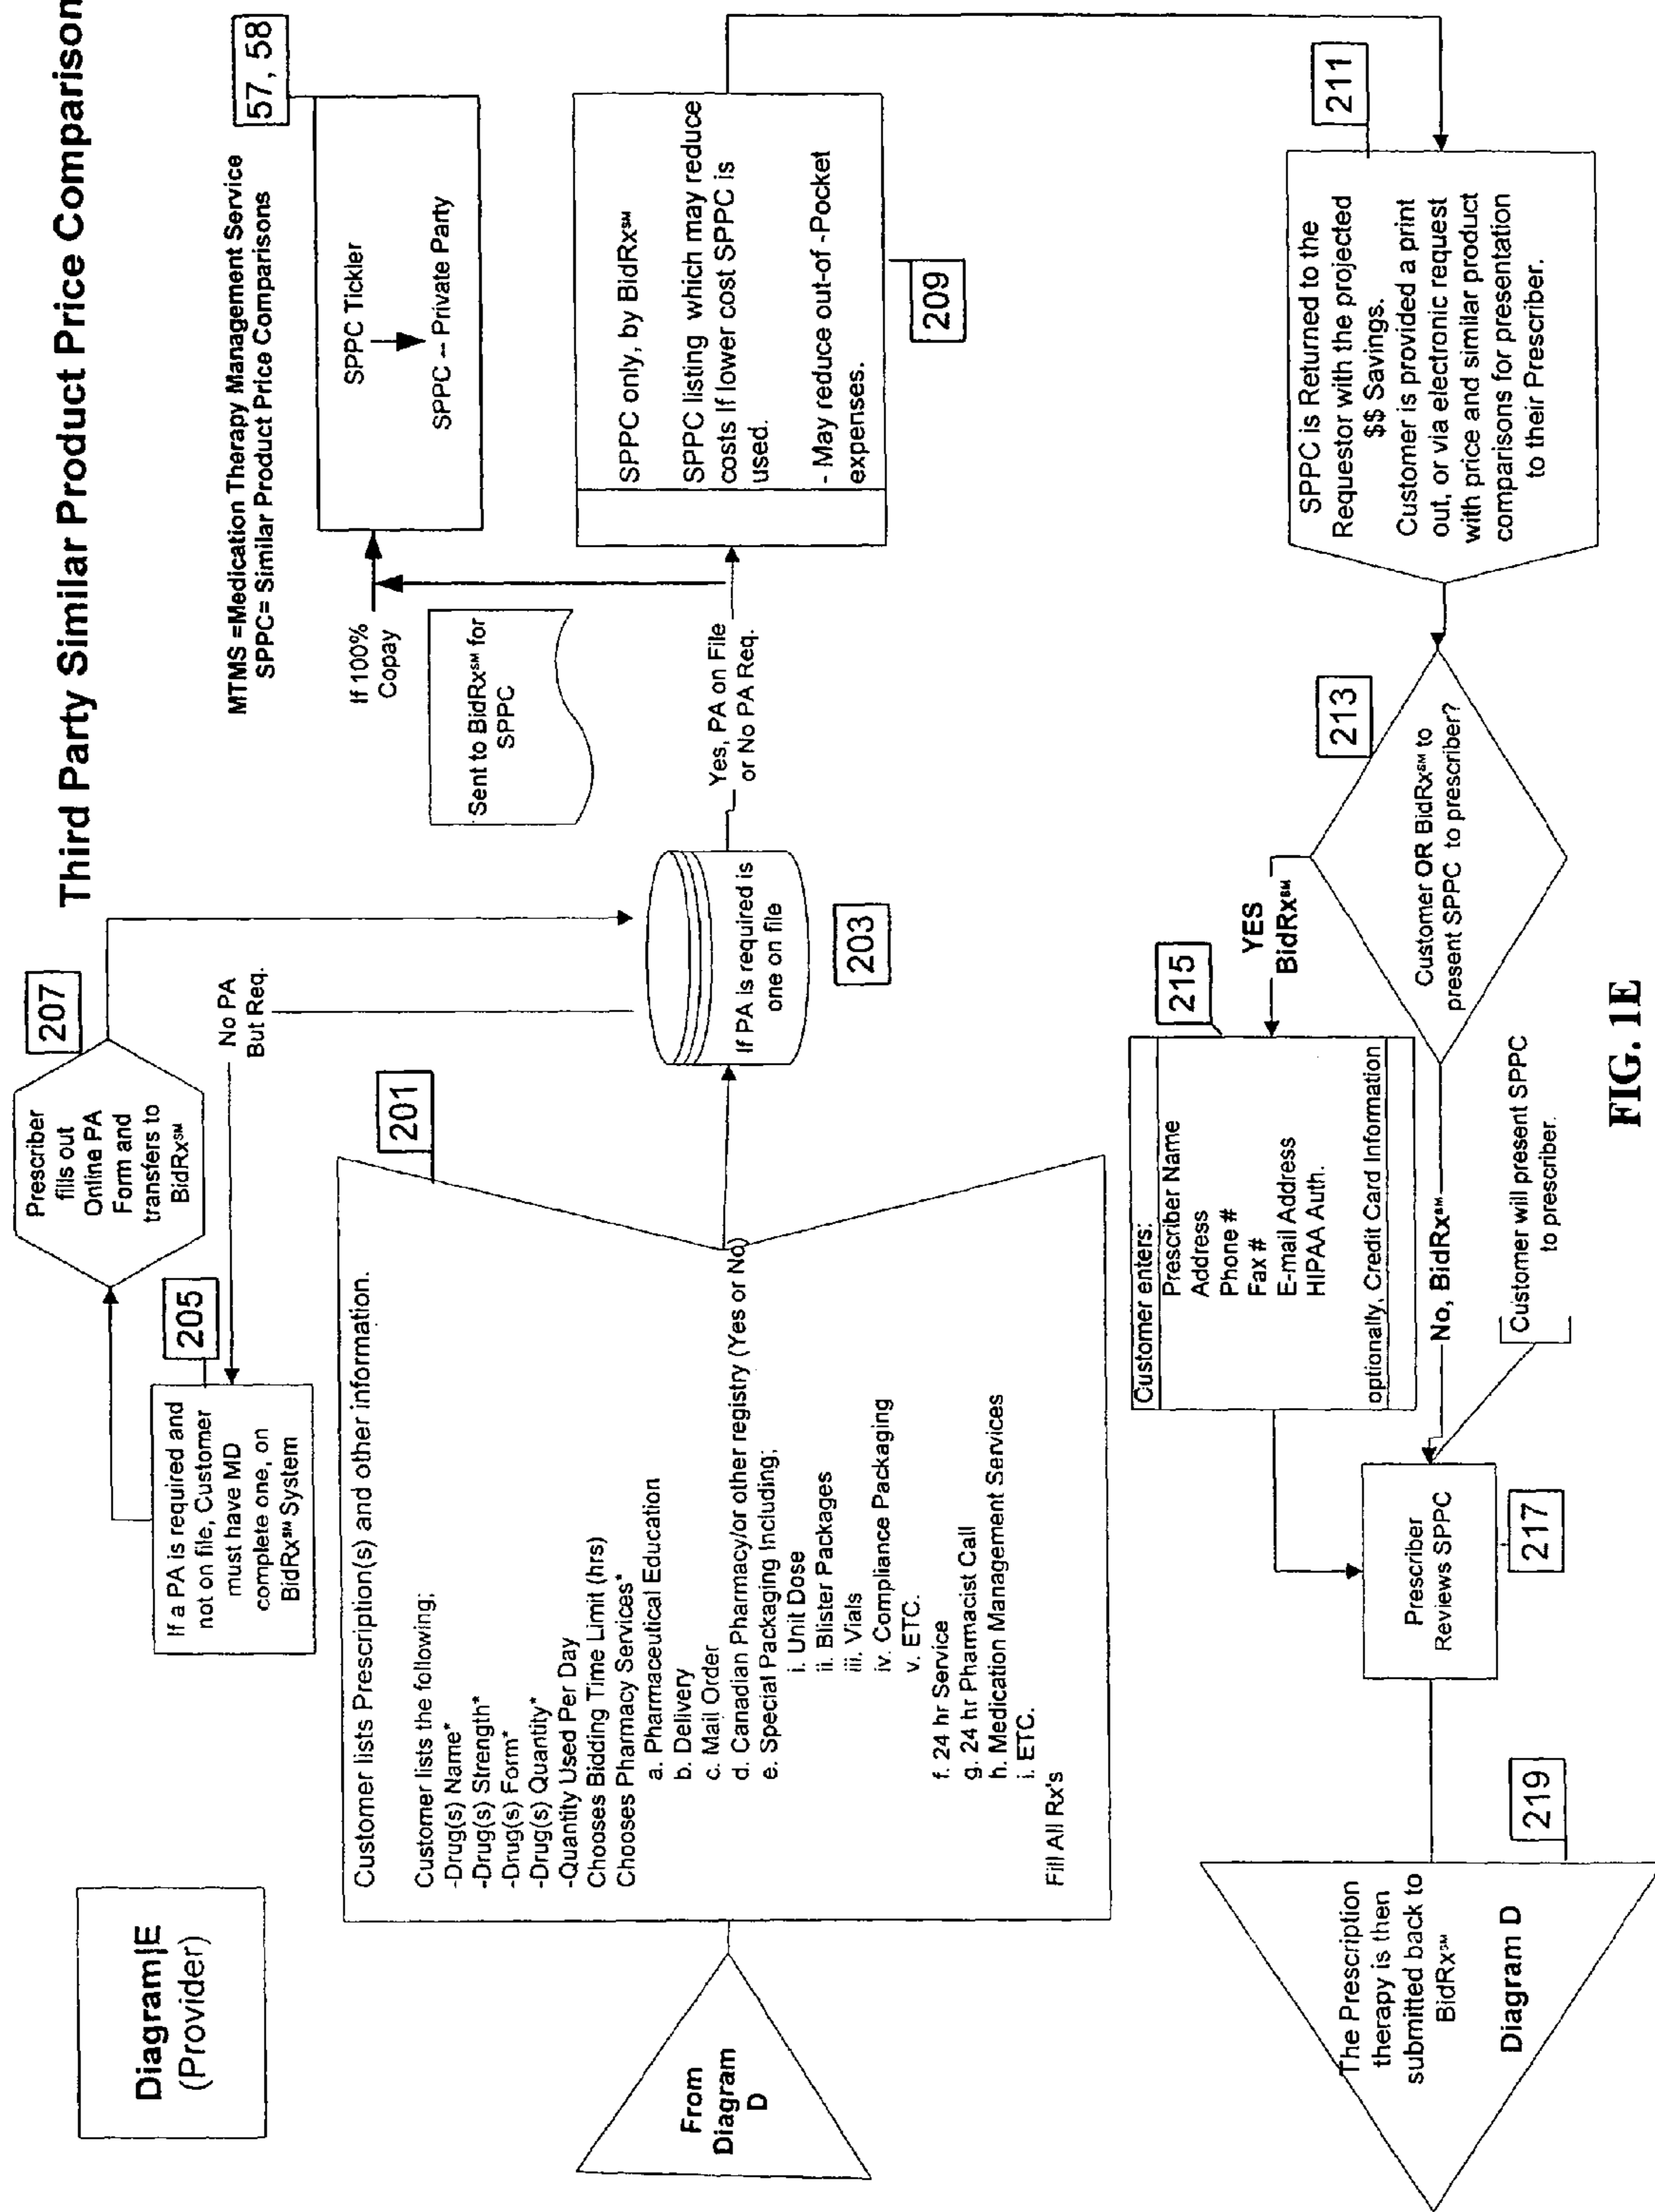 Third Party Similar Product Price Comparison
Diagram|E
(Provider)
207
Prescriber
fills out
Online PA
Form and
transfers to
BidRx℠
205
If a PA is required and
not on file, Customer
must have MD
complete one, on
BidRx℠ System
No PA
But Req.
MTMS =Medication Therapy Management Service
SPPC= Similar Product Price Comparisons
57, 58
SPPC Tickler
SPPC -- Private Party
If 100%
Copay
Sent to BidRx℠ for
SPPC
From
Diagram
D
201
Customer lists Prescription(s) and other information.
Customer lists the following;
-Drug(s) Name*
-Drug(s) Strength*
-Drug(s) Form*
-Drug(s) Quantity*
-Quantity Used Per Day
Chooses Bidding Time Limit (hrs)
Chooses Pharmacy Services*
a. Pharmaceutical Education
b. Delivery
c. Mail Order
d. Canadian Pharmacy/or other registry (Yes or No)
e. Special Packaging Including;
i. Unit Dose
ii. Blister Packages
iii. Vials
iv. Compliance Packaging
v. ETC.
f. 24 hr Service
g. 24 hr Pharmacist Call
h. Medication Management Services
i. ETC.
Fill All Rx's
If PA is required is
one on file
203
Yes, PA on File
or No PA Req.
SPPC only, by BidRx℠
SPPC listing which may reduce
costs If lower cost SPPC is
used.
- May reduce out-of -Pocket
expenses.
209
211
SPPC is Returned to the
Requestor with the projected
$$ Savings.
Customer is provided a print
out, or via electronic request
with price and similar product
comparisons for presentation
to their Prescriber.
213
Customer OR BidRx℠ to
present SPPC to prescriber?
YES
BidRx℠
215
Customer enters:
Prescriber Name
Address
Phone #
Fax #
E-mail Address
HIPAA Auth.
optionally, Credit Card Information
No, BidRx℠
Customer will present SPPC
to prescriber.
Prescriber
Reviews SPPC
217
219
The Prescription
therapy is then
submitted back to
BidRx℠
Diagram D
FIG. 1E